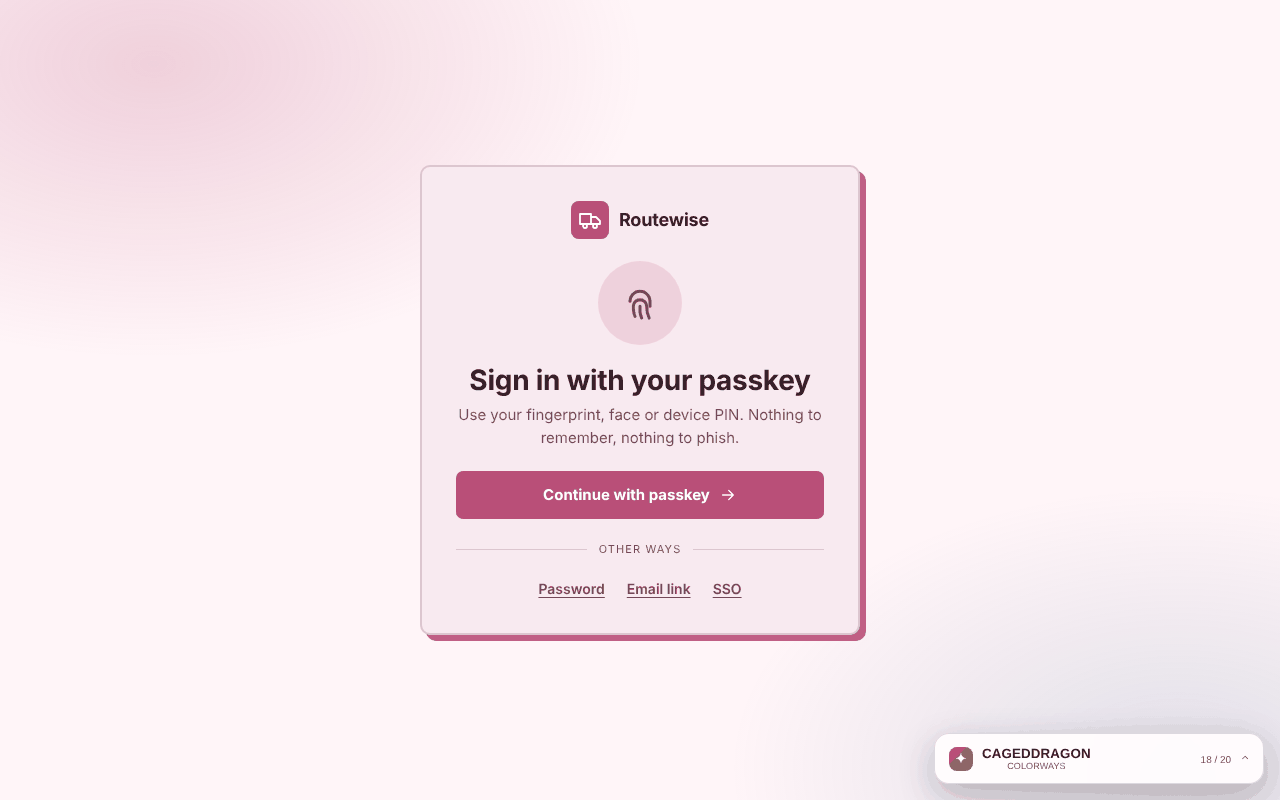 Routewise
Sign in with your passkey
Use your fingerprint, face or device PIN. Nothing to
remember, nothing to phish.
Continue with passkey →
OTHER WAYS
Password Email link SSO
CAGEDDRAGON
COLORWAYS
18 / 20